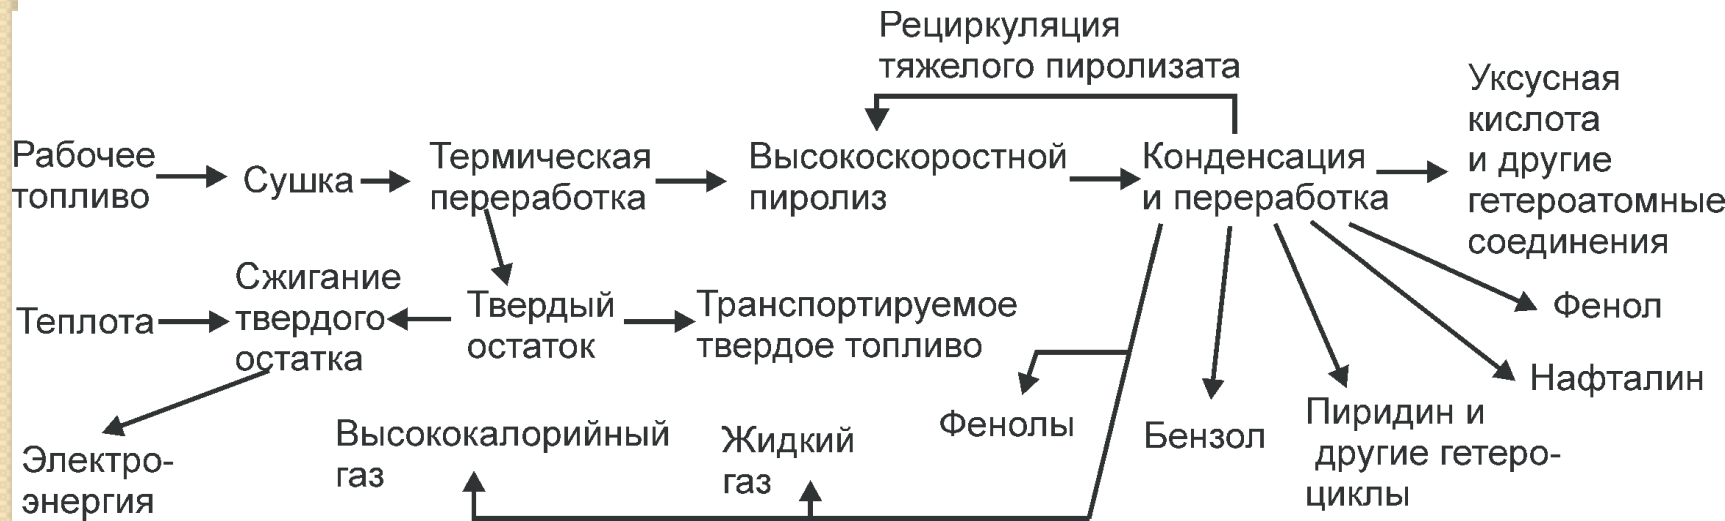 Рециркуляция
тяжелого пиролизата
Рабочее
топливо
Сушка
Термическая
переработка
Высокоскоростной
пиролиз
Конденсация
и переработка
Уксусная
кислота
и другие
гетероатомные
соединения
Теплота
Сжигание
твердого
остатка
Твердый
остаток
Транспортируемое
твердое топливо
Фенол
Нафталин
Электро-
энергия
Высококалорийный
газ
Жидкий
газ
Фенолы
Бензол
Пиридин и
другие гетеро-
циклы